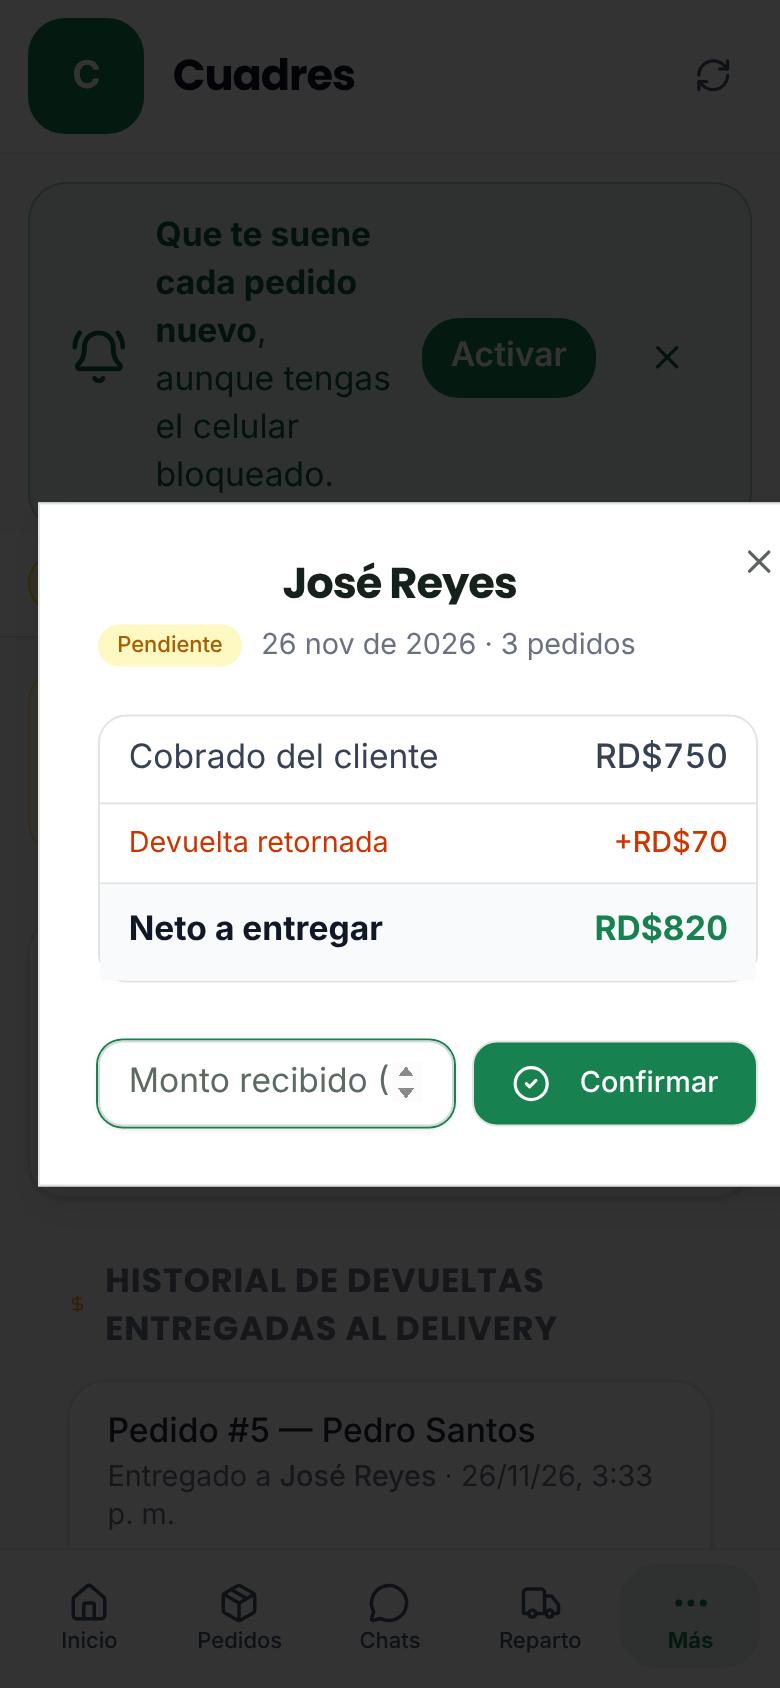 C
Cuadres
Que te suene
cada pedido
nuevo,
aunque tengas
el celular
bloqueado.
Activar
José Reyes
Pendiente
26 nov de 2026 · 3 pedidos
Cobrado del cliente
RD$750
Devuelta retornada
+RD$70
Neto a entregar
RD$820
Monto recibido (
Confirmar
$ HISTORIAL DE DEVUELTAS
ENTREGADAS AL DELIVERY
Pedido #5 — Pedro Santos
Entregado a José Reyes · 26/11/26, 3:33
p. m.
Inicio
Pedidos
Chats
Reparto
Más